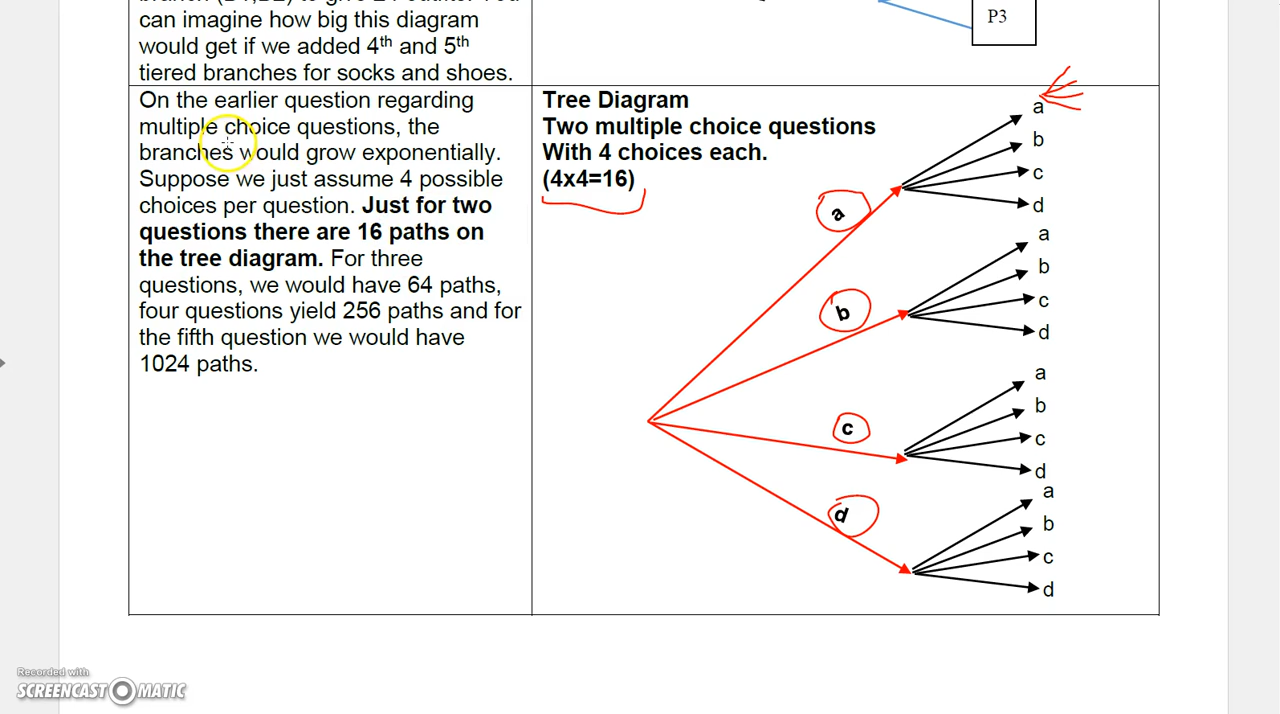 can imagine how big this diagram
would get if we added 4th and 5th
tiered branches for socks and shoes.
P3
On the earlier question regarding
multiple choice questions, the
branches would grow exponentially.
Suppose we just assume 4 possible
choices per question. Just for two
questions there are 16 paths on
the tree diagram. For three
questions, we would have 64 paths,
four questions yield 256 paths and for
the fifth question we would have
1024 paths.
Tree Diagram
Two multiple choice questions
With 4 choices each.
(4x4=16)
a
a
b
c
d
b
a
b
c
d
c
a
b
c
d
d
a
b
c
d
Recorded with
SCREENCAST MATIC